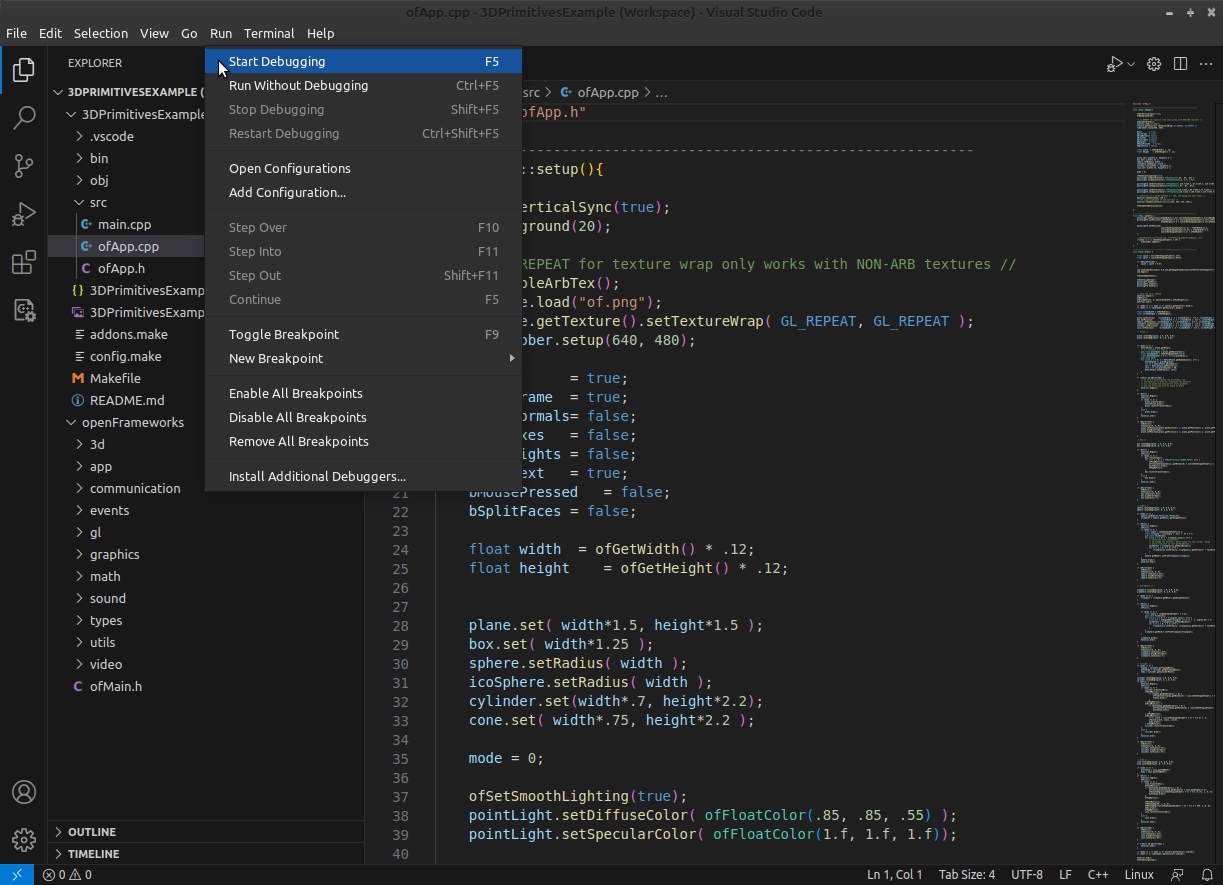 ofApp.cpp - 3DPrimitivesExample (Workspace) - Visual Studio Code
File Edit Selection View Go Run Terminal Help
EXPLORER
3DPRIMITIVESEXAMPLE (
3DPrimitivesExample
.vscode
bin
obj
src
main.cpp
ofApp.cpp
ofApp.h
{} 3DPrimitivesExamp
3DPrimitivesExamp
addons.make
config.make
Makefile
README.md
openFrameworks
3d
app
communication
events
gl
graphics
math
sound
types
utils
video
ofMain.h
OUTLINE
TIMELINE
Start Debugging F5
Run Without Debugging Ctrl+F5
Stop Debugging Shift+F5
Restart Debugging Ctrl+Shift+F5
Open Configurations
Add Configuration...
Step Over F10
Step Into F11
Step Out Shift+F11
Continue F5
Toggle Breakpoint F9
New Breakpoint
Enable All Breakpoints
Disable All Breakpoints
Remove All Breakpoints
Install Additional Debuggers...
src > ofApp.cpp > ...
ofApp.h"
--------------------------------------------------------
::setup(){
erticalSync(true);
ground(20);
REPEAT for texture wrap only works with NON-ARB textures //
bleArbTex();
e.load("of.png");
e.getTexture().setTextureWrap( GL_REPEAT, GL_REPEAT );
bber.setup(640, 480);
= true;
rame = true;
ormals= false;
xes = false;
ights = false;
ext = true;
21 bMousePressed = false;
22 bSplitFaces = false;
23
24 float width = ofGetWidth() * .12;
25 float height = ofGetHeight() * .12;
26
27
28 plane.set( width*1.5, height*1.5 );
29 box.set( width*1.25 );
30 sphere.setRadius( width );
31 icoSphere.setRadius( width );
32 cylinder.set(width*.7, height*2.2);
33 cone.set( width*.75, height*2.2 );
34
35 mode = 0;
36
37 ofSetSmoothLighting(true);
38 pointLight.setDiffuseColor( ofFloatColor(.85, .85, .55) );
39 pointLight.setSpecularColor( ofFloatColor(1.f, 1.f, 1.f));
40
0 0 Ln 1, Col 1 Tab Size: 4 UTF-8 LF C++ Linux